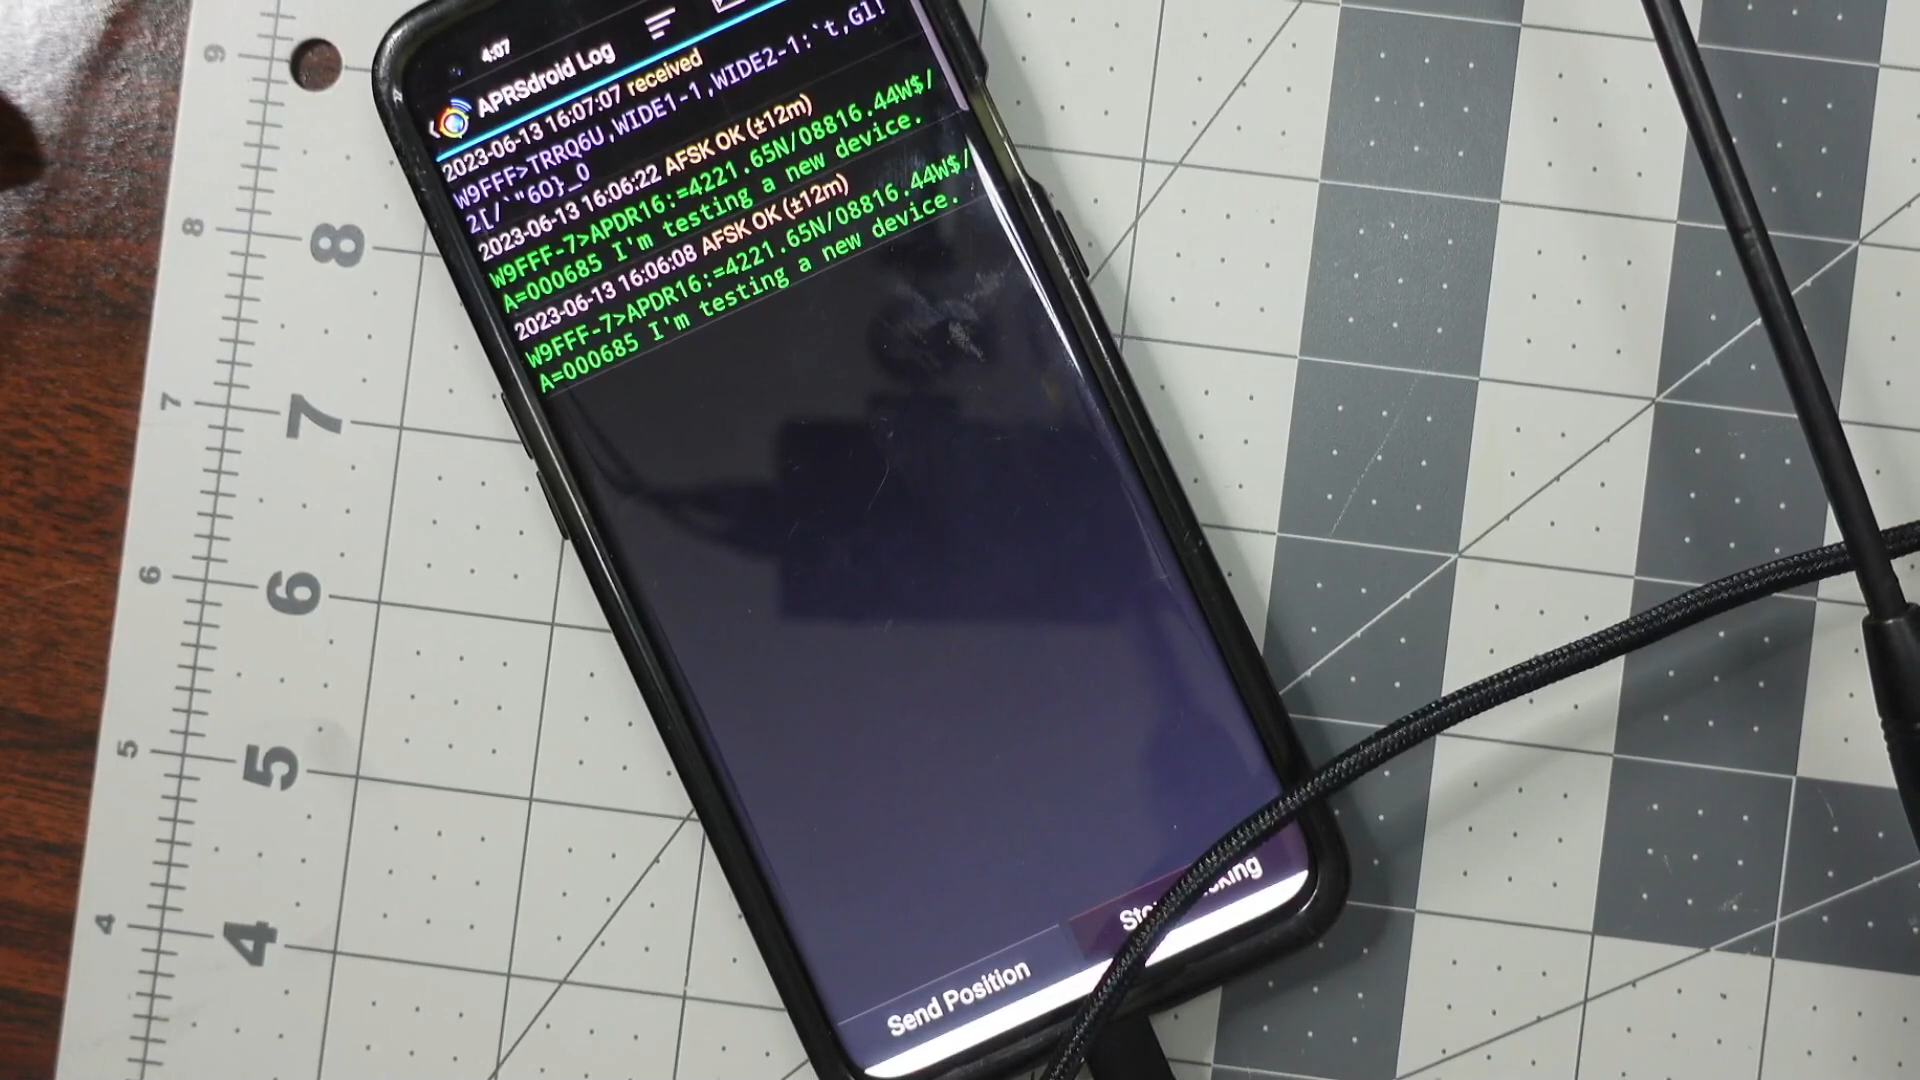 4:07
APRSdroid Log
2023-06-13 16:07:07 received
W9FFF>TRRQ6U,WIDE1-1,WIDE2-1:`t,Gl!
2[/`"6O}_0
2023-06-13 16:06:22 AFSK OK (±12m)
W9FFF-7>APDR16:=4221.65N/08816.44W$/
A=000685 I'm testing a new device.
2023-06-13 16:06:08 AFSK OK (±12m)
W9FFF-7>APDR16:=4221.65N/08816.44W$/
A=000685 I'm testing a new device.
Send Position
9
8
8
7
7
6
6
5
5
4
4